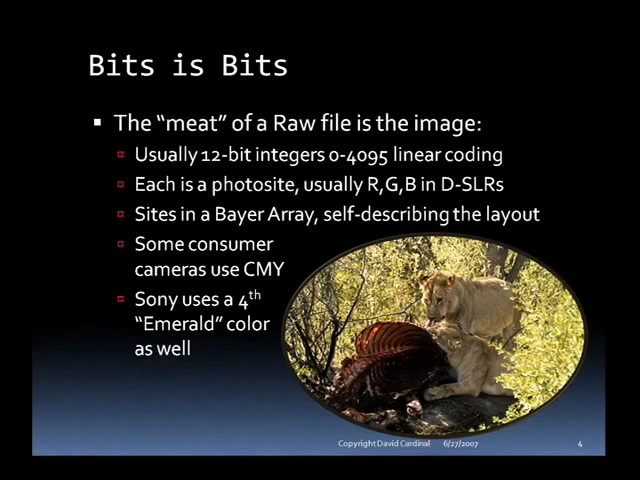 Bits is Bits
The “meat” of a Raw file is the image:
Usually 12-bit integers 0-4095 linear coding
Each is a photosite, usually R,G,B in D-SLRs
Sites in a Bayer Array, self-describing the layout
Some consumer
cameras use CMY
Sony uses a 4th
“Emerald” color
as well
Copyright David Cardinal 6/27/2007 4